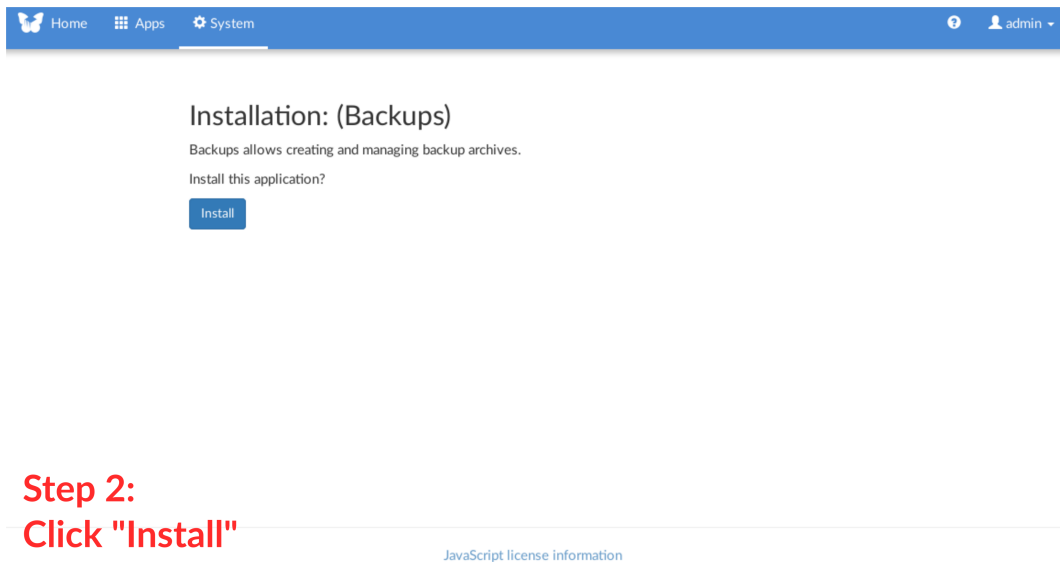 Home Apps System admin
Installation: (Backups)
Backups allows creating and managing backup archives.
Install this application?
Install
Step 2:
Click "Install"
JavaScript license information